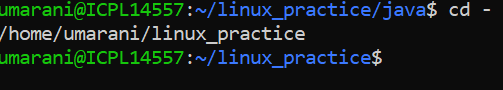 umarani@ICPL14557:~/linux_practice/java$ cd -
/home/umarani/linux_practice
umarani@ICPL14557:~/linux_practice$